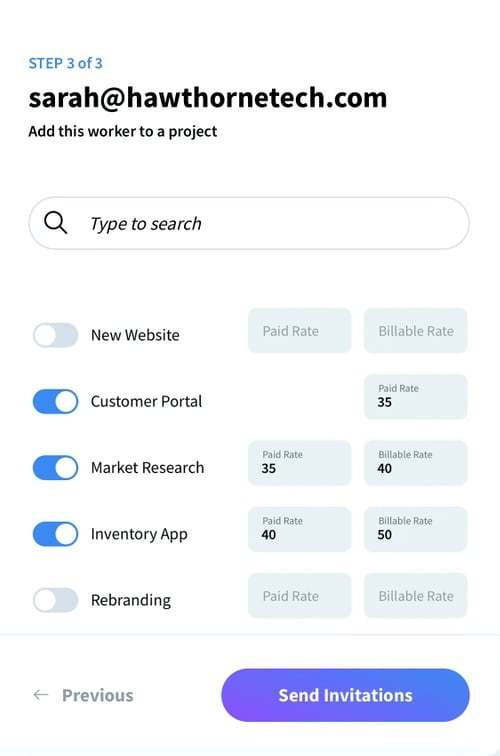 STEP 3 of 3
sarah@hawthornetech.com
Add this worker to a project
Type to search
New Website Paid Rate Billable Rate
Customer Portal Paid Rate 35
Market Research Paid Rate 35 Billable Rate 40
Inventory App Paid Rate 40 Billable Rate 50
Rebranding Paid Rate Billable Rate
← Previous Send Invitations